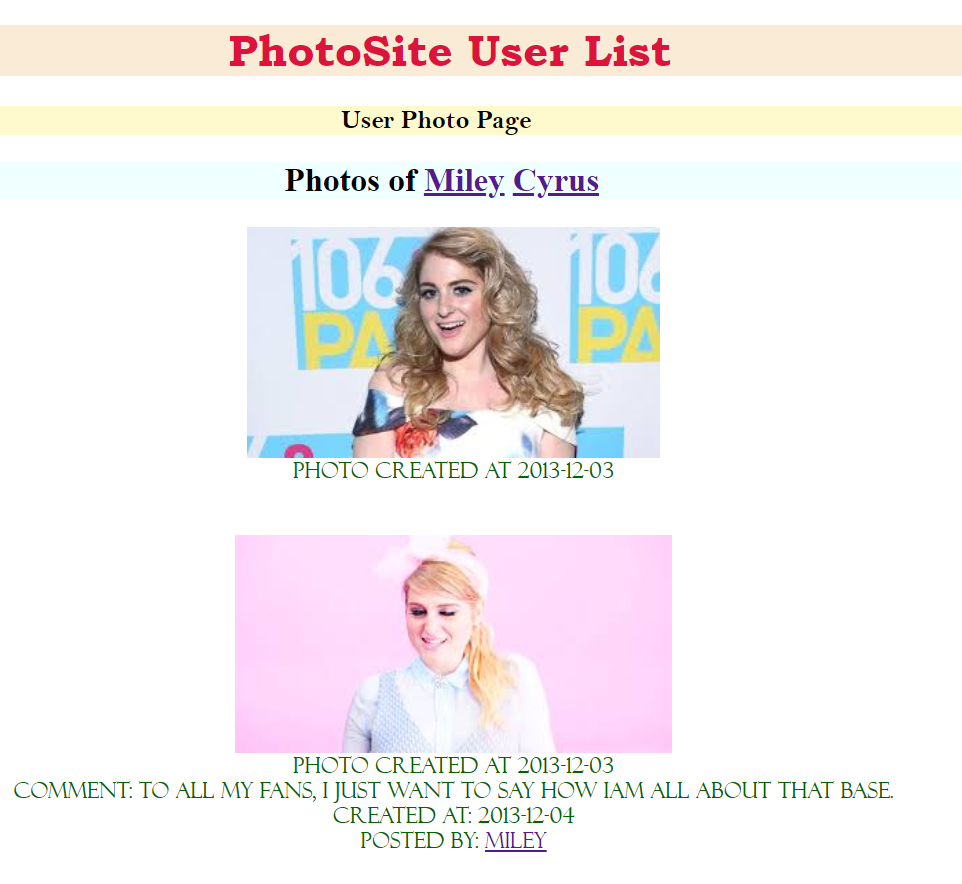 PhotoSite User List
User Photo Page
Photos of Miley Cyrus
106 106
PA PA
PHOTO CREATED AT 2013-12-03
PHOTO CREATED AT 2013-12-03
COMMENT: TO ALL MY FANS, I JUST WANT TO SAY HOW IAM ALL ABOUT THAT BASE.
CREATED AT: 2013-12-04
POSTED BY: MILEY